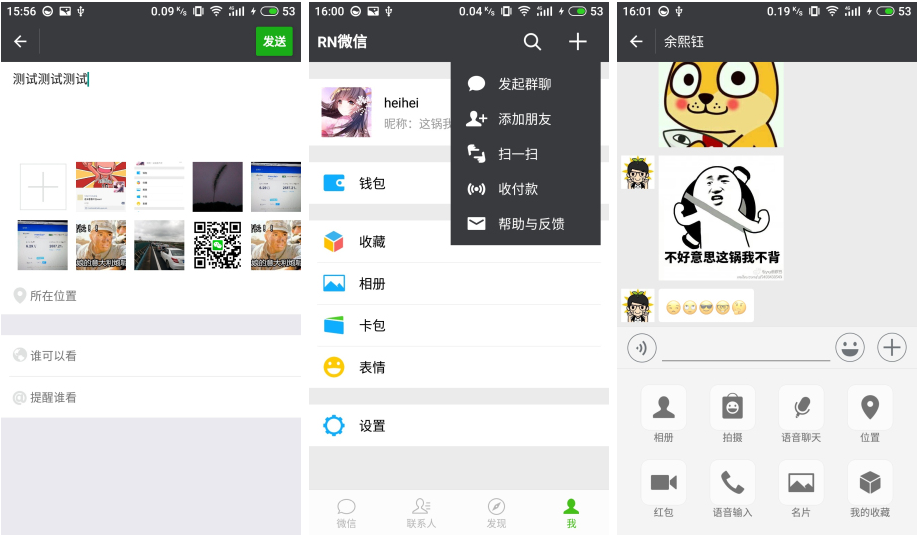 15:56
0.09 K/s
4G
53
发送
测试测试测试
所在位置
谁可以看
提醒谁看
16:00
0.04 K/s
4G
53
RN微信
heihei
昵称：这锅我
发起群聊
添加朋友
扫一扫
收付款
帮助与反馈
钱包
收藏
相册
卡包
表情
设置
微信
联系人
发现
我
16:01
0.19 K/s
4G
53
余熙钰
不好意思这锅我不背
相册
拍摄
语音聊天
位置
红包
语音输入
名片
我的收藏